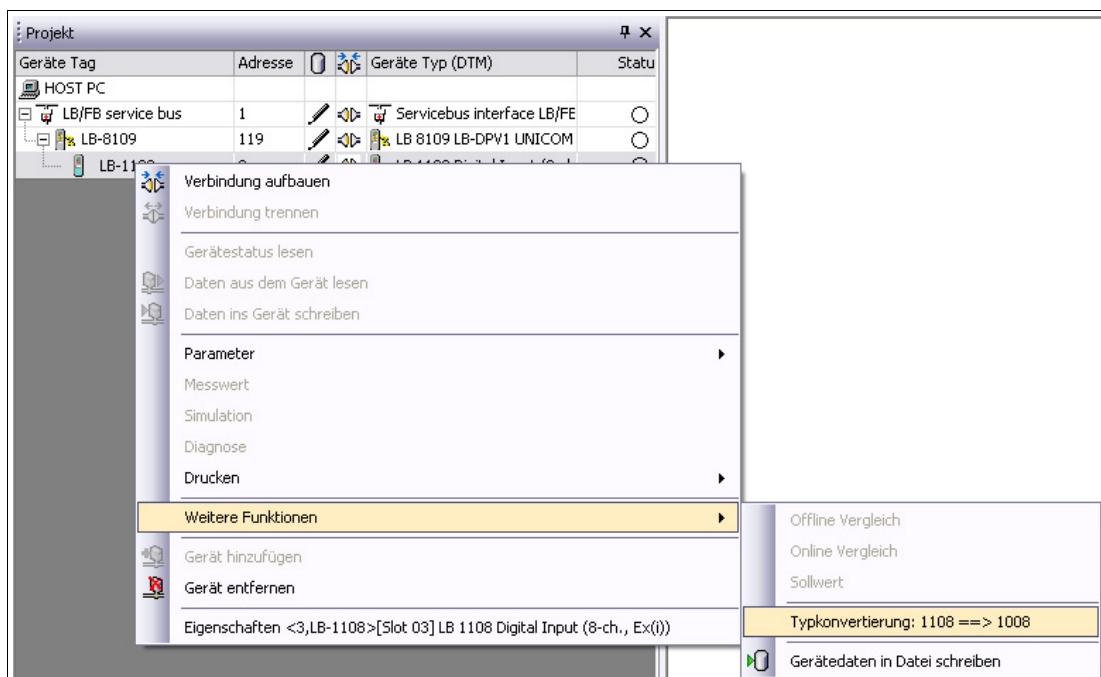 Projekt
Geräte Tag Adresse Geräte Typ (DTM) Statu
HOST PC
LB/FB service bus 1 Servicebus interface LB/FE
LB-8109 119 LB 8109 LB-DPV1 UNICOM
Verbindung aufbauen
Verbindung trennen
Gerätestatus lesen
Daten aus dem Gerät lesen
Daten ins Gerät schreiben
Parameter
Messwert
Simulation
Diagnose
Drucken
Weitere Funktionen
Gerät hinzufügen
Gerät entfernen
Eigenschaften <3,LB-1108>[Slot 03] LB 1108 Digital Input (8-ch., Ex(i))
Offline Vergleich
Online Vergleich
Sollwert
Typkonvertierung: 1108 ==> 1008
Gerätedaten in Datei schreiben